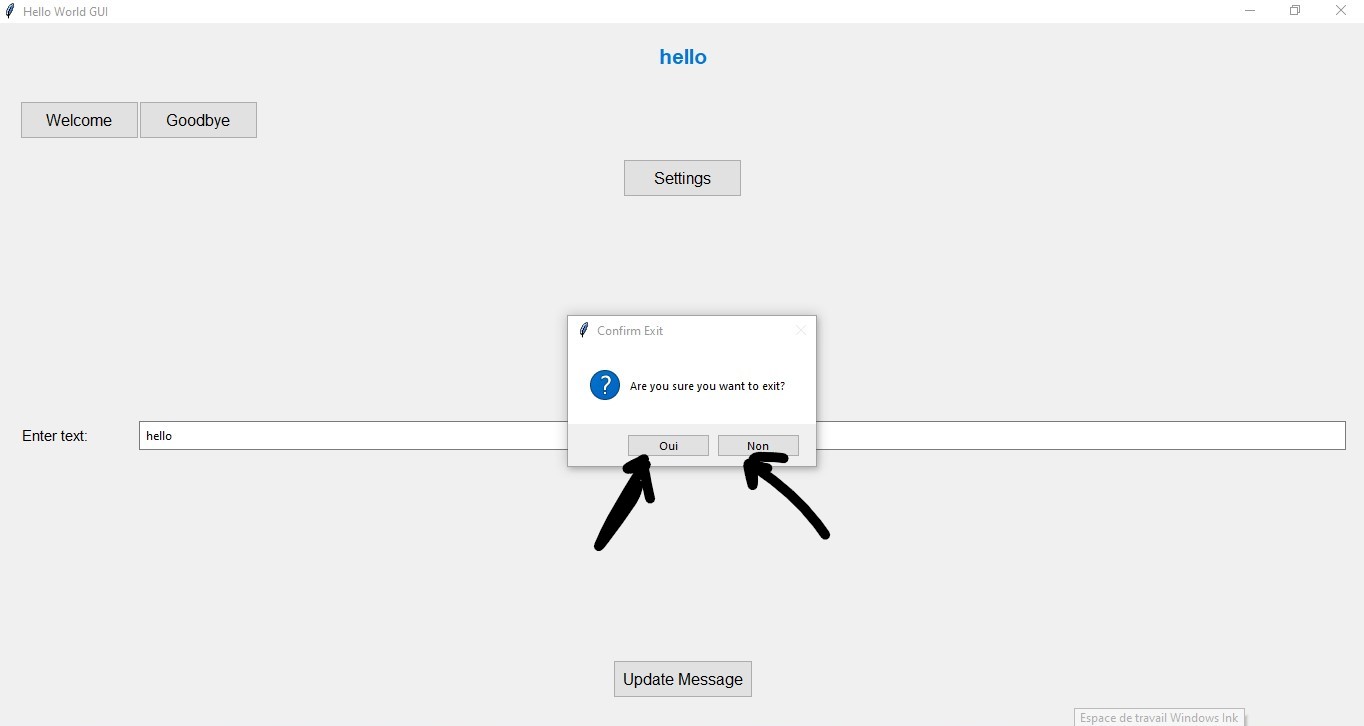 Hello World GUI
hello
Welcome Goodbye
Settings
Confirm Exit
Are you sure you want to exit?
Enter text: hello
Oui Non
Update Message
Espace de travail Windows Ink